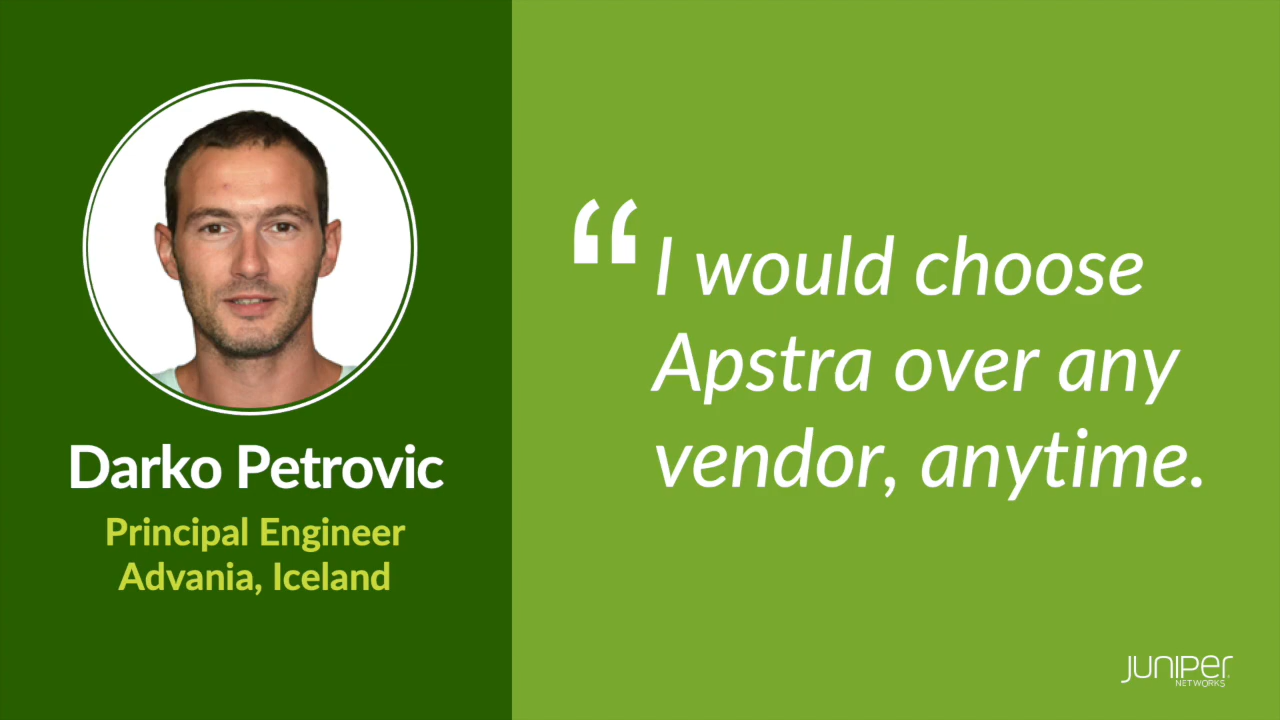 Darko Petrovic
Principal Engineer
Advania, Iceland
“I would choose
Apstra over any
vendor, anytime.
JUNIPer
NETWORKS